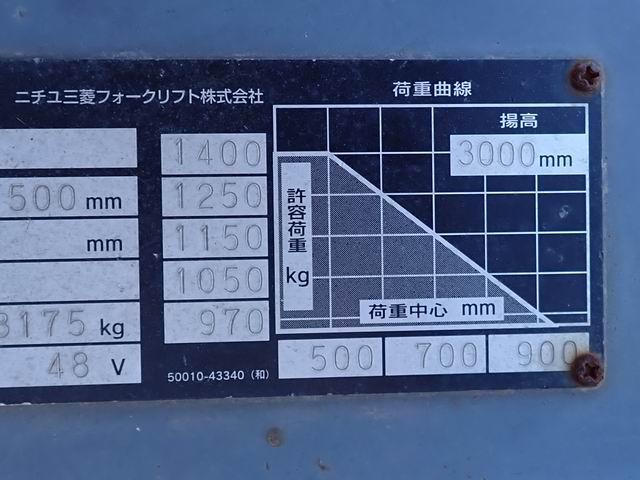 ニチユ三菱フォークリフト株式会社
荷重曲線
揚高
3000mm
1400
500 mm
1250
mm
1150
許容荷重
kg
1050
175 kg
970
荷重中心 mm
48 V
50010-43340 (和)
500
700
900